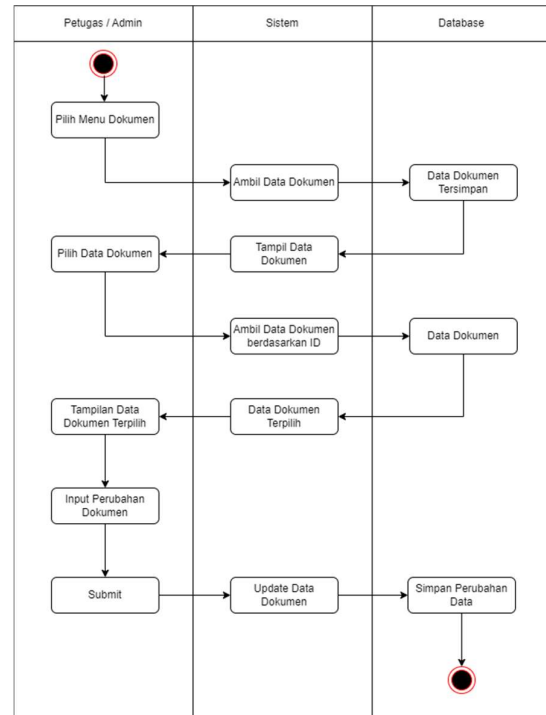 Petugas / Admin
Sistem
Database
Pilih Menu Dokumen
Ambil Data Dokumen
Data Dokumen
Tersimpan
Pilih Data Dokumen
Tampil Data
Dokumen
Ambil Data Dokumen
berdasarkan ID
Data Dokumen
Tampilan Data
Dokumen Terpilih
Data Dokumen
Terpilih
Input Perubahan
Dokumen
Submit
Update Data
Dokumen
Simpan Perubahan
Data